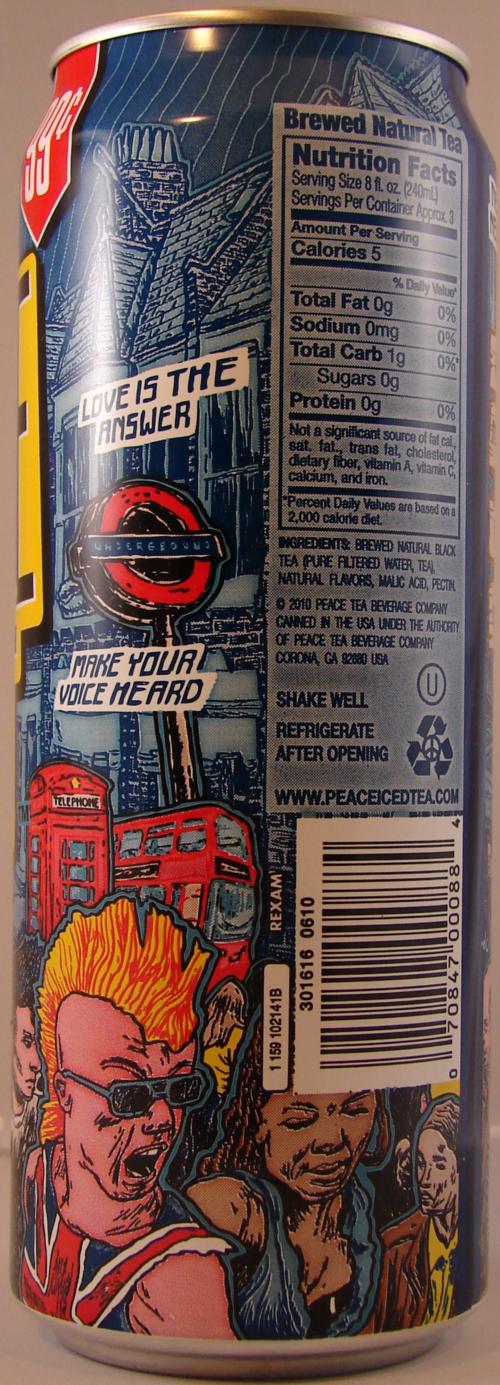 99¢
Brewed Natural Tea
Nutrition Facts
Serving Size 8 fl. oz. (240mL)
Servings Per Container Approx. 3
Amount Per Serving
Calories 5
% Daily Value*
Total Fat 0g 0%
Sodium 0mg 0%
Total Carb 1g 0%*
Sugars 0g
Protein 0g 0%
Not a significant source of fat cal.,
sat. fat., trans fat, cholesterol,
dietary fiber, vitamin A, vitamin C,
calcium, and iron.
*Percent Daily Values are based on a
2,000 calorie diet.
INGREDIENTS: BREWED NATURAL BLACK
TEA (PURE FILTERED WATER, TEA),
NATURAL FLAVORS, MALIC ACID, PECTIN.
© 2010 PEACE TEA BEVERAGE COMPANY
CANNED IN THE USA UNDER THE AUTHORITY
OF PEACE TEA BEVERAGE COMPANY
CORONA, CA 92880 USA
U
SHAKE WELL
REFRIGERATE
AFTER OPENING
WWW.PEACEICEDTEA.COM
LOVE IS THE
ANSWER
UNDERGROUND
MAKE YOUR
VOICE HEARD
TM
TELEPHONE
REXAM
301616 0610
1 159 102141B
0 70847 00088 4